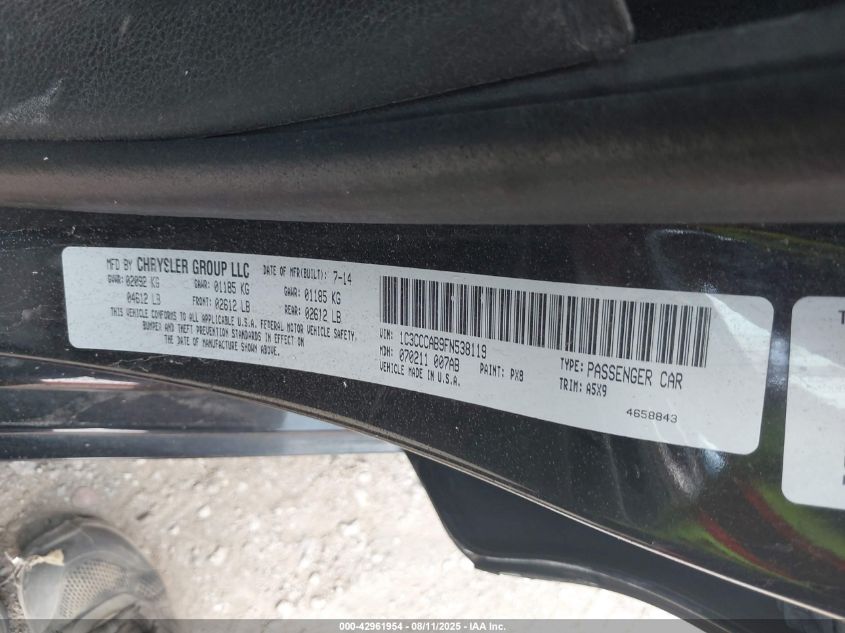 MFD BY CHRYSLER GROUP LLC DATE OF MFR(BUILT): 7-14
GVWR: 02092 KG GAWR: 01185 KG GAWR: 01185 KG
04612 LB FRONT: 02612 LB REAR: 02612 LB
THIS VEHICLE CONFORMS TO ALL APPLICABLE U.S.A. FEDERAL MOTOR VEHICLE SAFETY,
BUMPER AND THEFT PREVENTION STANDARDS IN EFFECT ON
THE DATE OF MANUFACTURE SHOWN ABOVE.
VIN: 1C3CCCAB9FN538119
MDH: 070211 007AB
VEHICLE MADE IN U.S.A. PAINT: PX8
TYPE: PASSENGER CAR
TRIM: A5X9
4658843
000-42961954 - 08/11/2025 - IAA Inc.